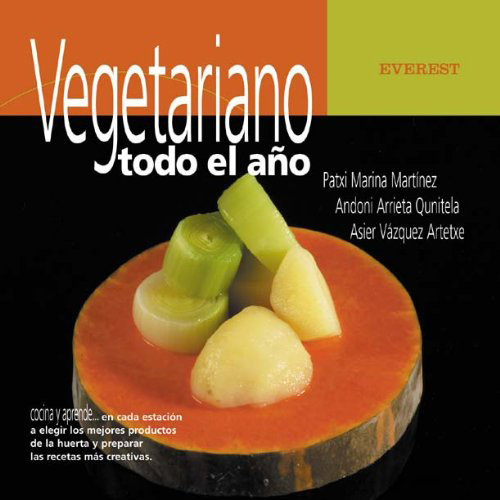 EVEREST
Vegetariano
todo el año
Patxi Marina Martínez
Andoni Arrieta Qunitela
Asier Vázquez Artetxe
cocina y aprende... en cada estación
a elegir los mejores productos
de la huerta y preparar
las recetas más creativas.